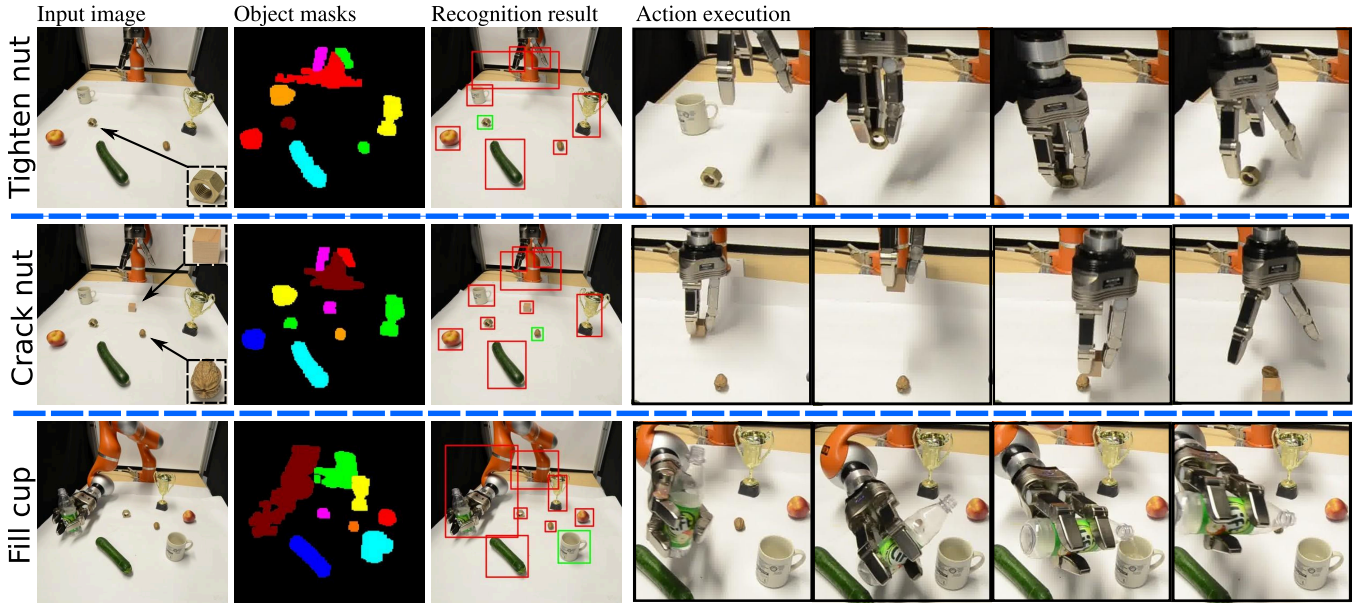 Input image
Object masks
Recognition result
Action execution
Tighten nut
Crack nut
Fill cup